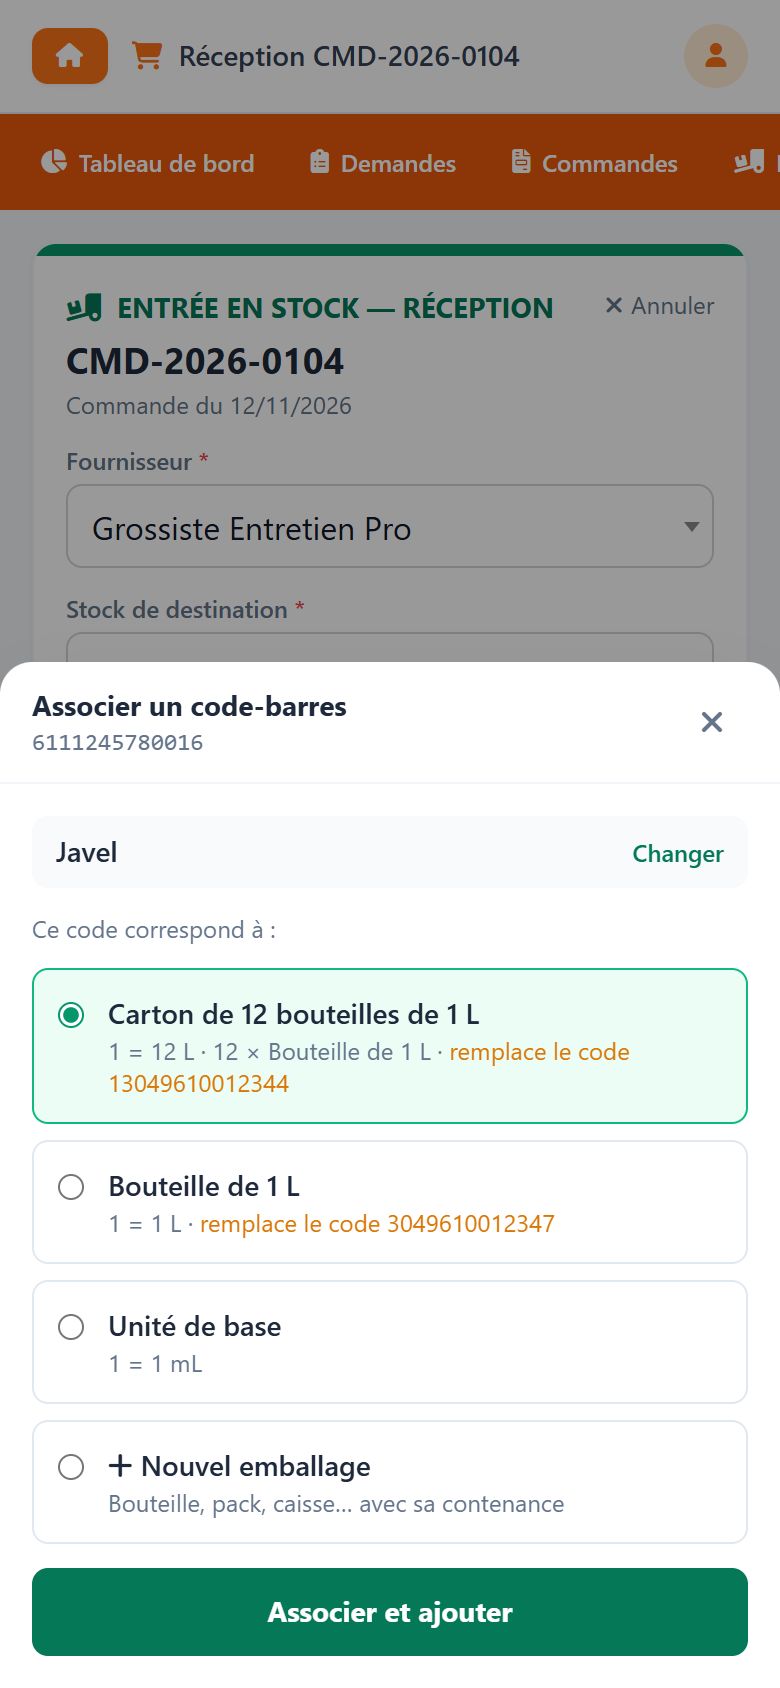 Réception CMD-2026-0104
Tableau de bord Demandes Commandes
ENTRÉE EN STOCK — RÉCEPTION Annuler
CMD-2026-0104
Commande du 12/11/2026
Fournisseur *
Grossiste Entretien Pro
Stock de destination *
Associer un code-barres
6111245780016
Javel Changer
Ce code correspond à :
Carton de 12 bouteilles de 1 L
1 = 12 L · 12 × Bouteille de 1 L · remplace le code
13049610012344
Bouteille de 1 L
1 = 1 L · remplace le code 3049610012347
Unité de base
1 = 1 mL
+ Nouvel emballage
Bouteille, pack, caisse... avec sa contenance
Associer et ajouter